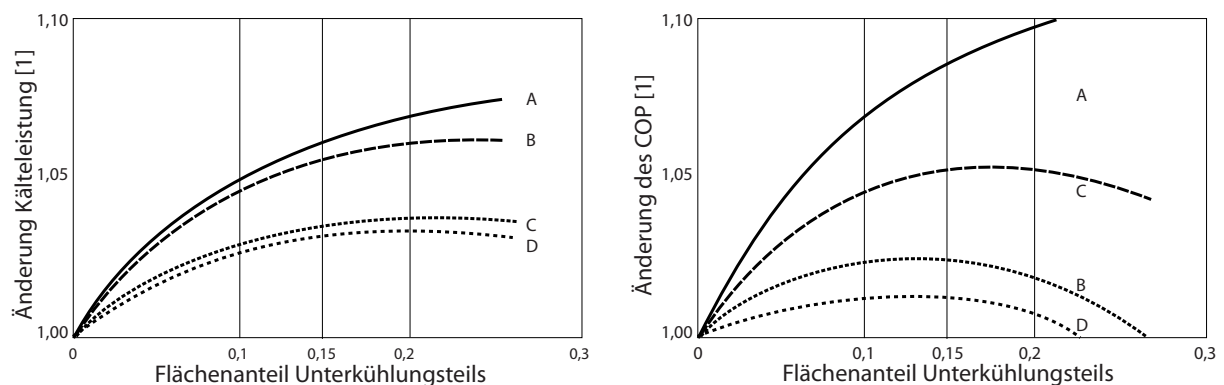 1,10
1,05
1,00
Änderung Kälteleistung [1]
A
B
C
D
0
0,1
0,15
0,2
0,3
Flächenanteil Unterkühlungsteils
1,10
1,05
1,00
Änderung des COP [1]
A
C
B
D
0
0,1
0,15
0,2
0,3
Flächenanteil Unterkühlungsteils